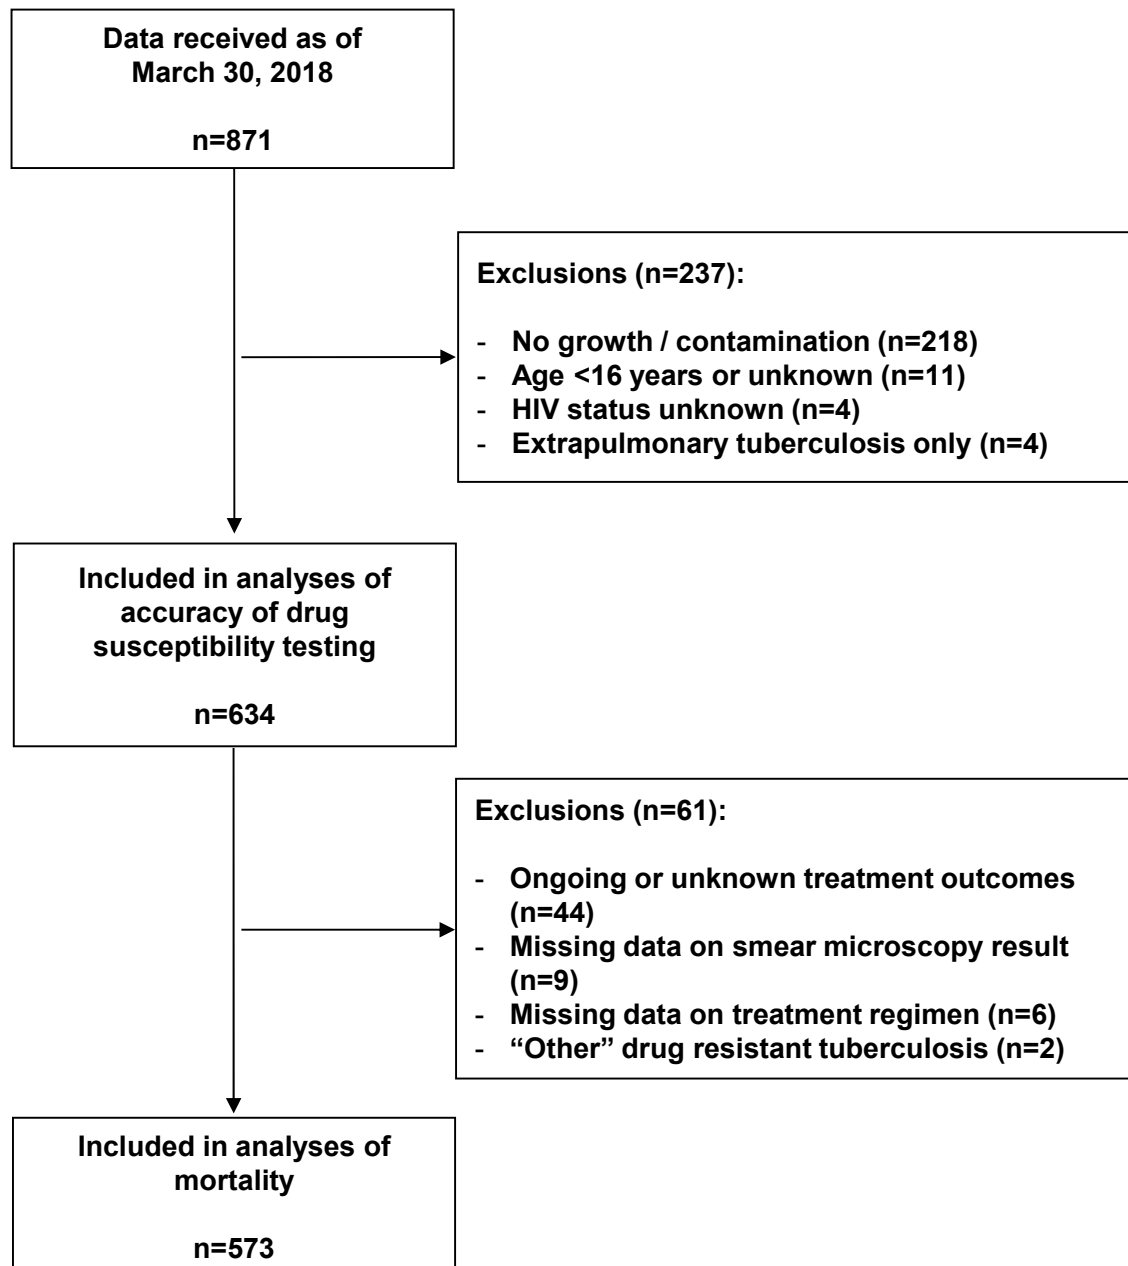 Data received as of
March 30, 2018
n=871
Exclusions (n=237):
- No growth / contamination (n=218)
- Age <16 years or unknown (n=11)
- HIV status unknown (n=4)
- Extrapulmonary tuberculosis only (n=4)
Included in analyses of
accuracy of drug
susceptibility testing
n=634
Exclusions (n=61):
- Ongoing or unknown treatment outcomes
(n=44)
- Missing data on smear microscopy result
(n=9)
- Missing data on treatment regimen (n=6)
- “Other” drug resistant tuberculosis (n=2)
Included in analyses of
mortality
n=573